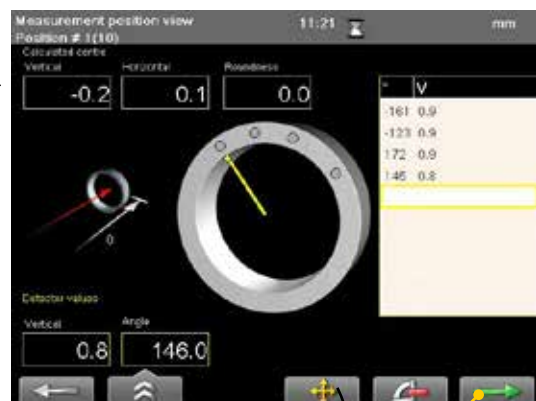 Measurement position view
11:21
mm
Position # 1(10)
Calculated centre
Vertical
Horizontal
Roundness
-0.2
0.1
0.0
° V
-161 0.9
-123 0.9
172 0.9
146 0.8
0
Detector values
Vertical
Angle
0.8
146.0